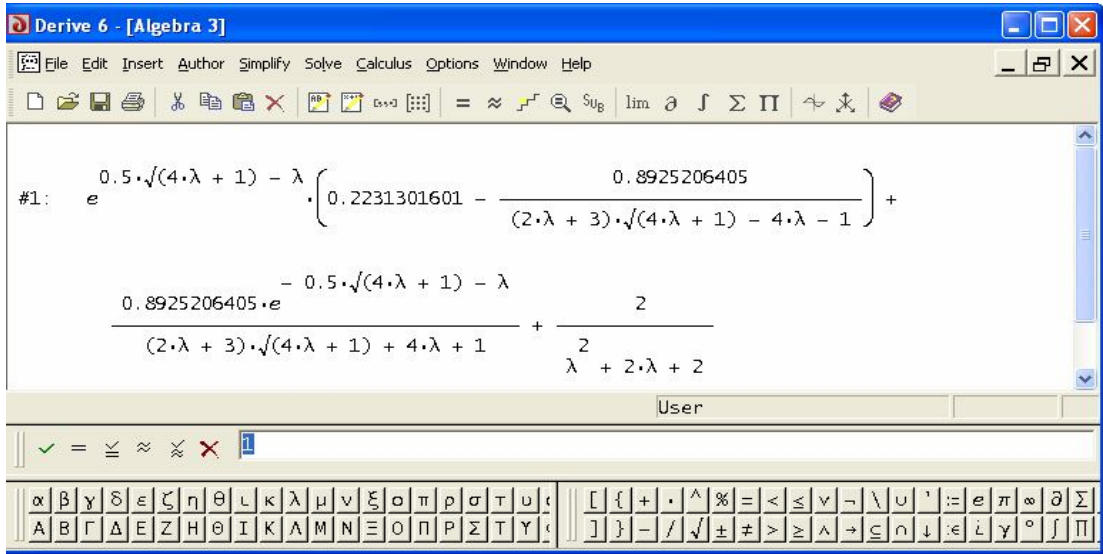 Derive 6 - [Algebra 3]
File Edit Insert Author Simplify Solve Calculus Options Window Help
= ≈ SUB lim ∂ ∫ Σ Π
0.5·√(4·λ + 1) - λ 0.8925206405
#1: e ·(0.2231301601 - ) +
(2·λ + 3)·√(4·λ + 1) - 4·λ - 1
- 0.5·√(4·λ + 1) - λ
0.8925206405·e 2
+
(2·λ + 3)·√(4·λ + 1) + 4·λ + 1 2
λ + 2·λ + 2
User
✓ = ≈ ✕ 1
α β γ δ ε ζ η θ ι κ λ μ ν ξ ο π ρ σ τ υ [ { + · ^ % = < ≤ ∨ ¬ \ ∪ ' := e π ∞ ∂ Σ
Α Β Γ Δ Ε Ζ Η Θ Ι Κ Λ Μ Ν Ξ Ο Π Ρ Σ Τ Υ ] } - / √ ± ≠ > ≥ ∧ → ⊆ ∩ ↓ :∈ i γ ° ∫ Π